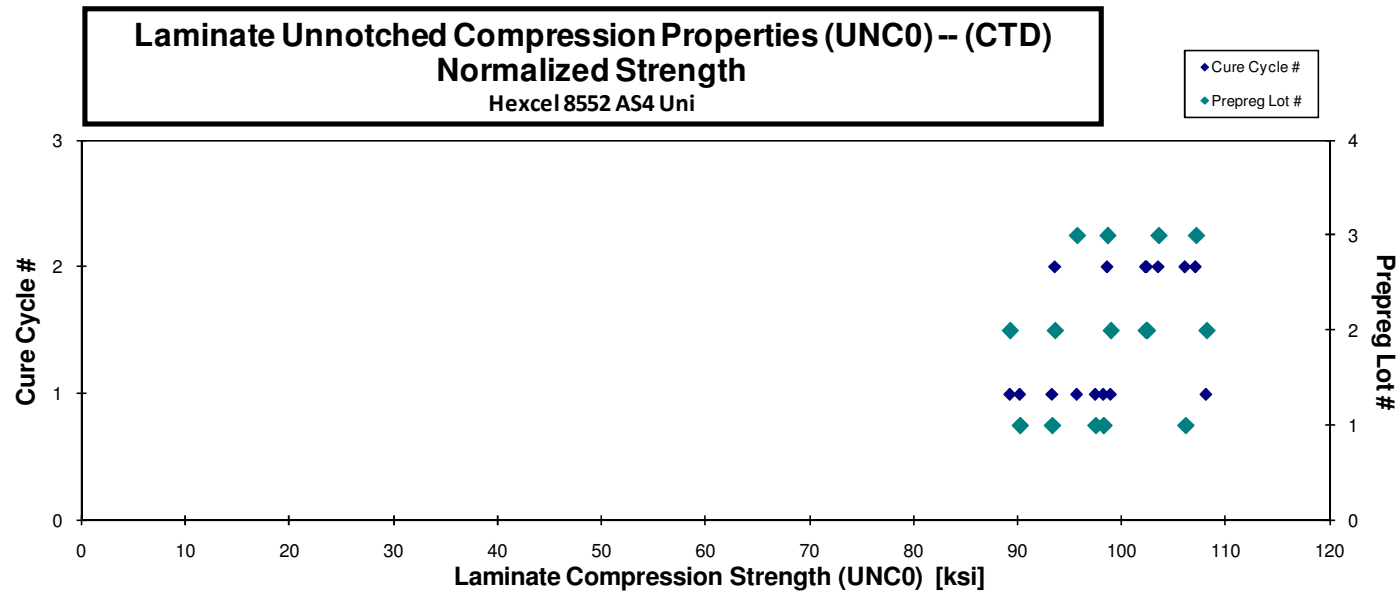 Laminate Unnotched Compression Properties (UNC0) -- (CTD)
Normalized Strength
Hexcel 8552 AS4 Uni
Cure Cycle #
Prepreg Lot #
3
2
1
0
Cure Cycle #
4
3
2
1
0
Prepreg Lot #
0 10 20 30 40 50 60 70 80 90 100 110 120
Laminate Compression Strength (UNC0) [ksi]